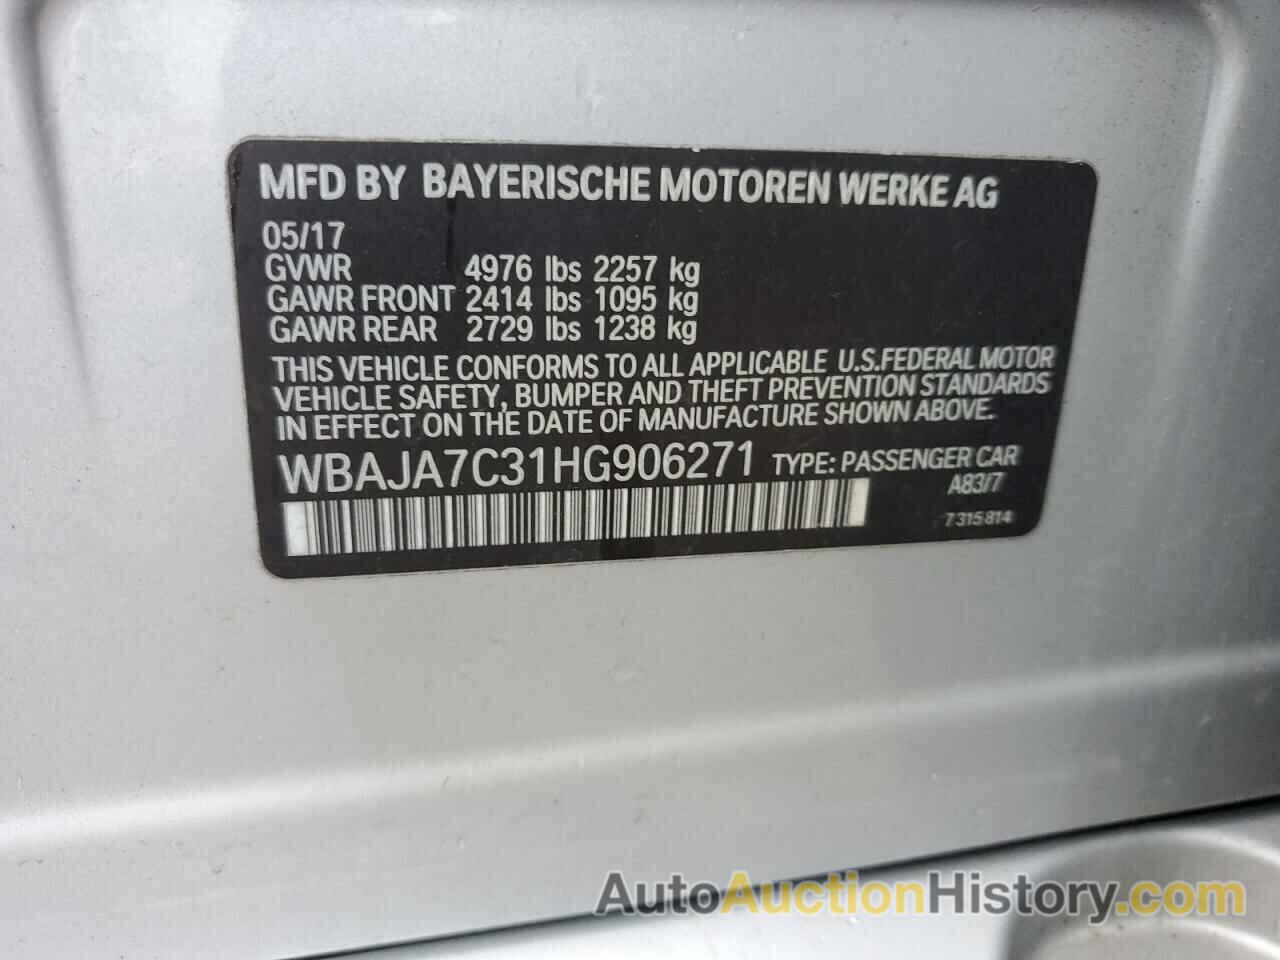 MFD BY BAYERISCHE MOTOREN WERKE AG
05/17
GVWR 4976 lbs 2257 kg
GAWR FRONT 2414 lbs 1095 kg
GAWR REAR 2729 lbs 1238 kg
THIS VEHICLE CONFORMS TO ALL APPLICABLE U.S.FEDERAL MOTOR
VEHICLE SAFETY, BUMPER AND THEFT PREVENTION STANDARDS
IN EFFECT ON THE DATE OF MANUFACTURE SHOWN ABOVE.
WBAJA7C31HG906271 TYPE: PASSENGER CAR
A83/7
7 315 814
AutoAuctionHistory.com